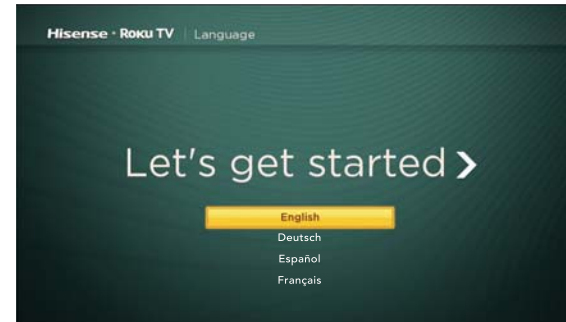 Hisense • Roku TV | Language
Let's get started >
English
Deutsch
Español
Français